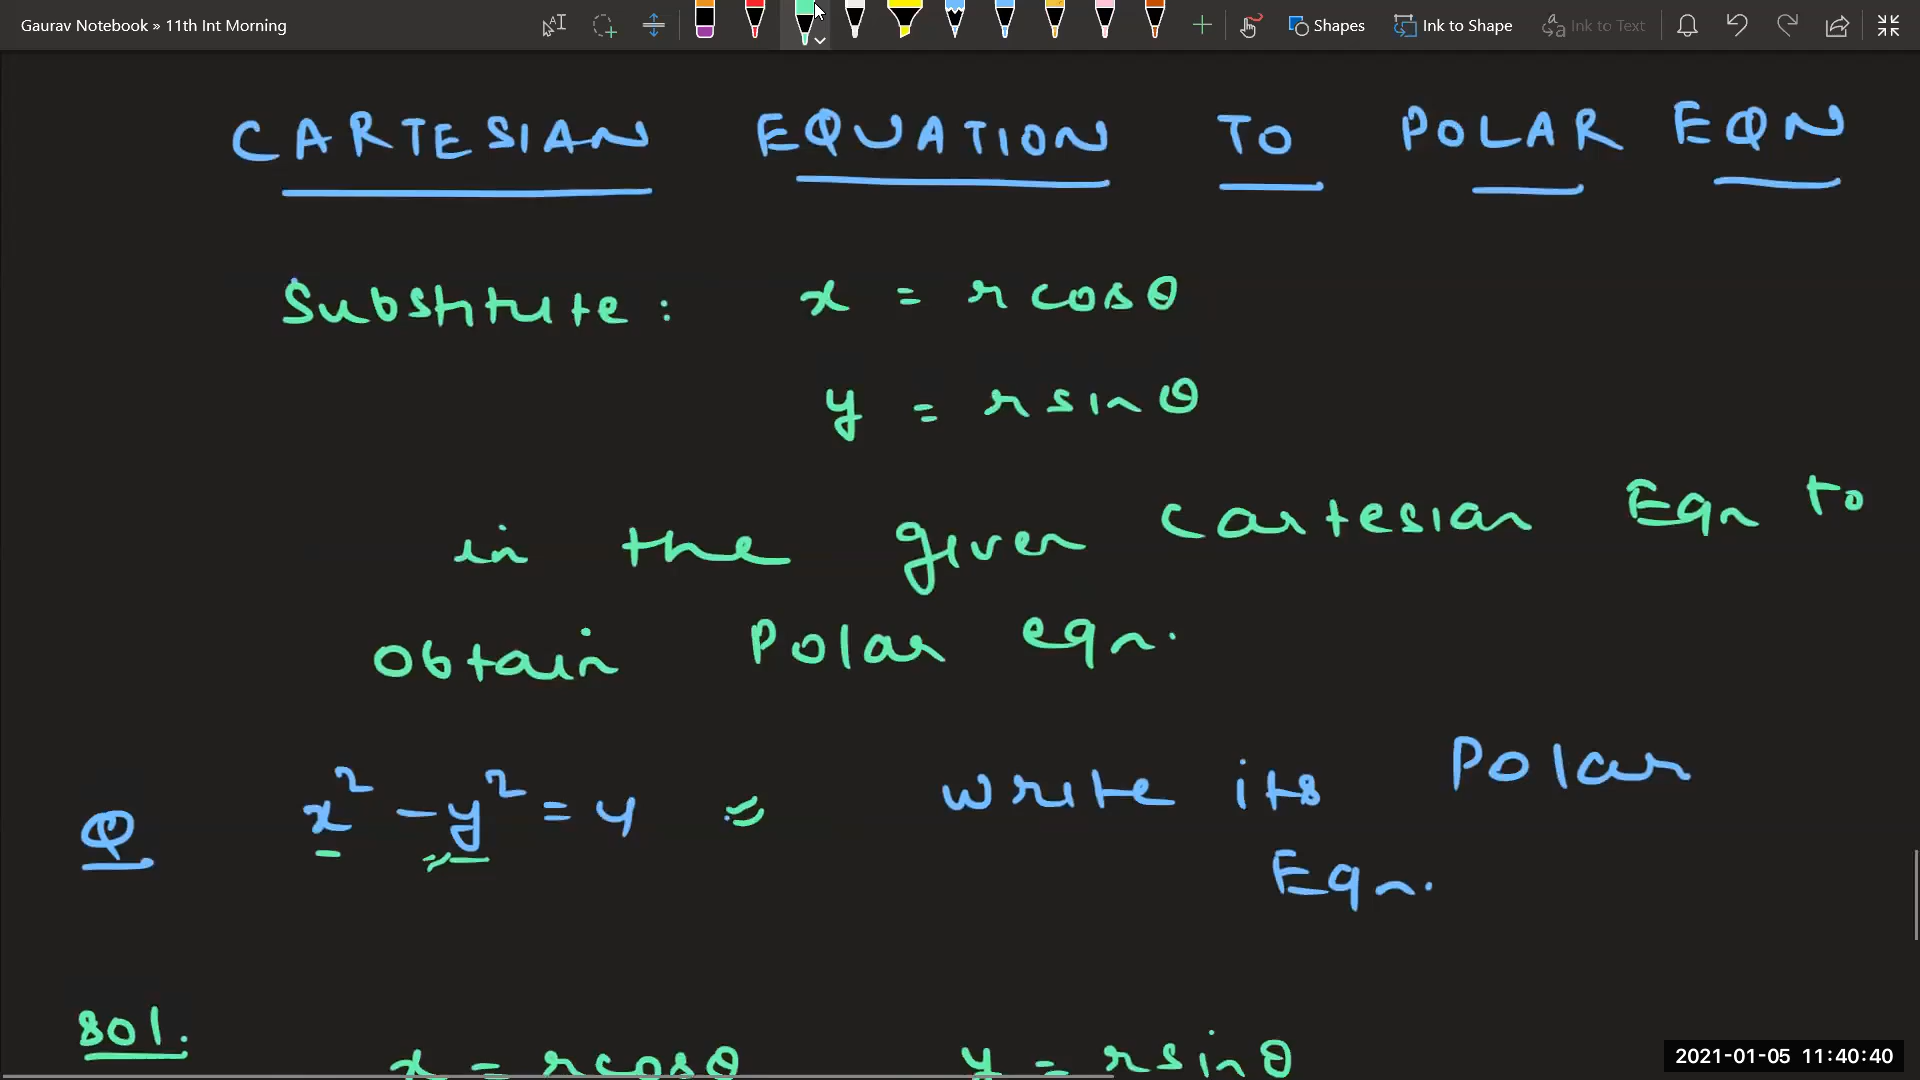 Gaurav Notebook » 11th Int Morning
Shapes
Ink to Shape
Ink to Text
CARTESIAN EQUATION TO POLAR EQN
Substitute: x = r cosθ
y = r sinθ
in the given Cartesian Eqn to
obtain Polar eqn.
Q x² - y² = 4 write its Polar
Eqn.
Sol.
x = r cosθ y = r sinθ
2021-01-05 11:40:40